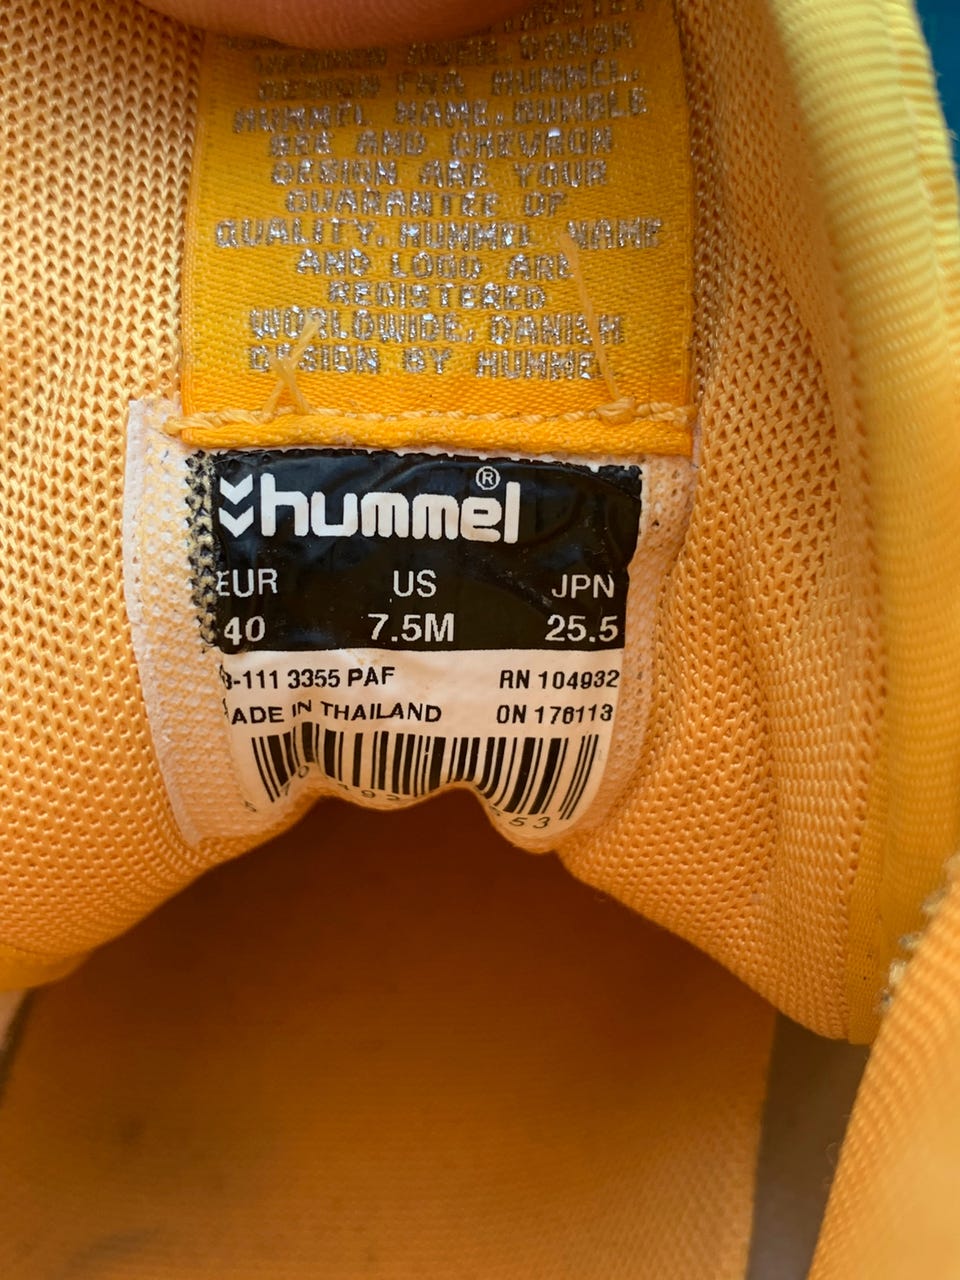 DESIGN FRA HUMMEL.
HUMMEL NAME, BUMBLE
BEE AND CHEVRON
DESIGN ARE YOUR
GUARANTEE OF
QUALITY. HUMMEL NAME
AND LOGO ARE
REGISTERED
WORLDWIDE. DANISH
DESIGN BY HUMMEL
hummel®
EUR US JPN
40 7.5M 25.5
-111 3355 PAF RN 104932
MADE IN THAILAND ON 176113